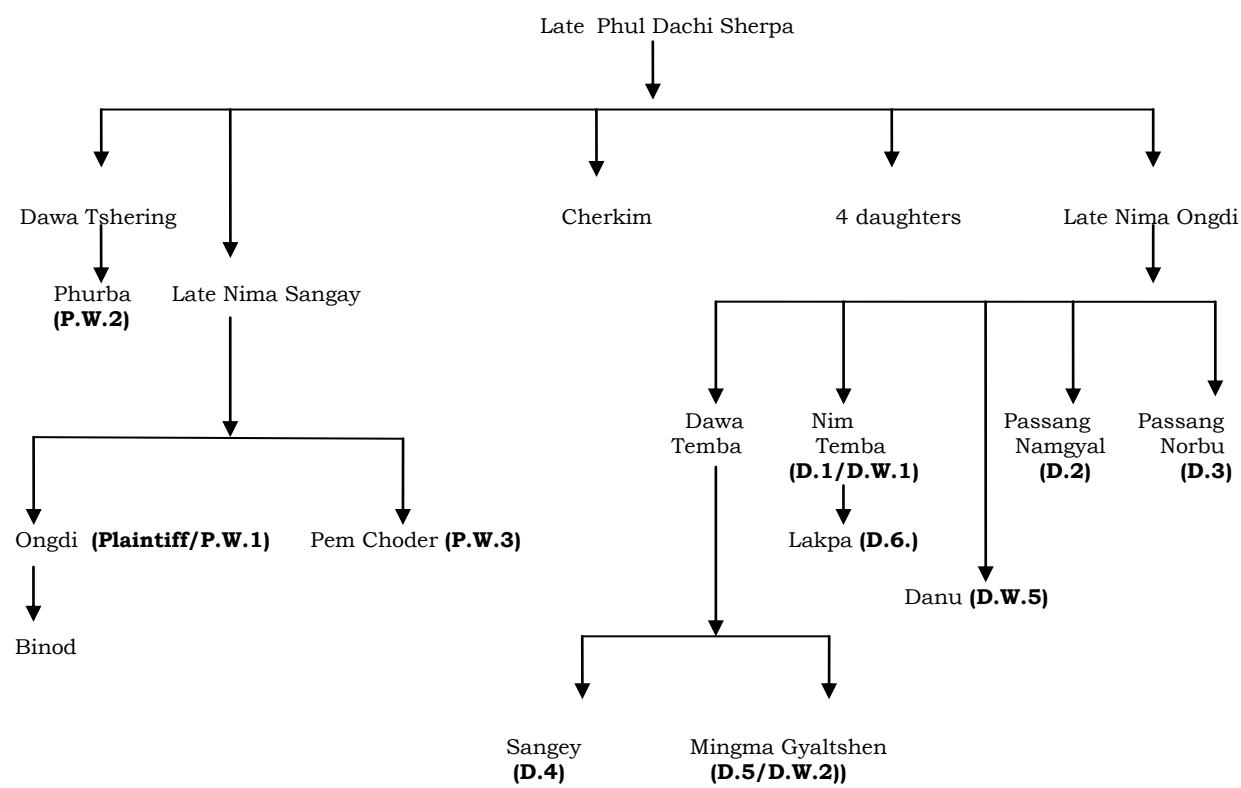 Late Phul Dachi Sherpa
Dawa Tshering
Cherkim
4 daughters
Late Nima Ongdi
Phurba
(P.W.2)
Late Nima Sangay
Dawa
Temba
Nim
Temba
(D.1/D.W.1)
Passang
Namgyal
(D.2)
Passang
Norbu
(D.3)
Ongdi (Plaintiff/P.W.1)
Pem Choder (P.W.3)
Lakpa (D.6.)
Danu (D.W.5)
Binod
Sangey
(D.4)
Mingma Gyaltshen
(D.5/D.W.2))